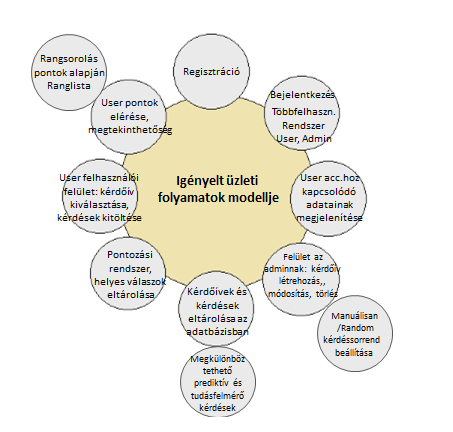 Rangsorolás
pontok alapján
Ranglista
Regisztráció
User pontok
elérése,
megtekinthetőség
Bejelentkezés
Többfelhaszn.
Rendszer
User, Admin
Igényelt üzleti
folyamatok modellje
User felhasználói
felület: kérdőív
kiválasztása,
kérdések kitöltése
User acc.hoz
kapcsolódó
adatainak
megjelenítése
Pontozási
rendszer,
helyes válaszok
eltárolása
Felület az
adminnak: kérdőív
létrehozás,,
módosítás, törlés
Kérdőívek és
kérdések
eltárolása az
adatbázisban
Manuálisan
/Random
kérdéssorrend
beállítása
Megkülönböz
tethető
prediktív és
tudásfelmérő
kérdések